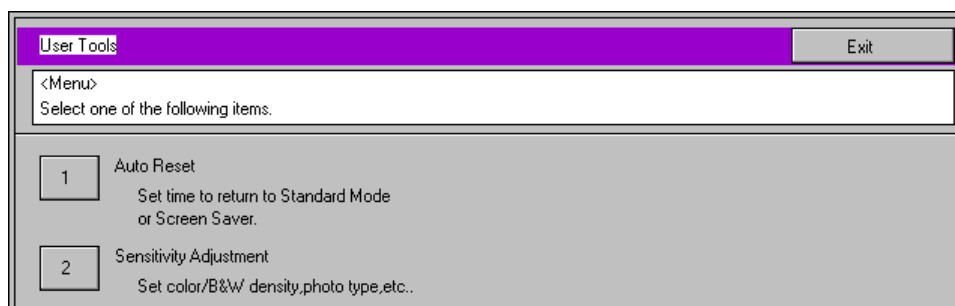 User Tools
Exit
<Menu>
Select one of the following items.
1
Auto Reset
Set time to return to Standard Mode
or Screen Saver.
2
Sensitivity Adjustment
Set color/B&W density,photo type,etc..